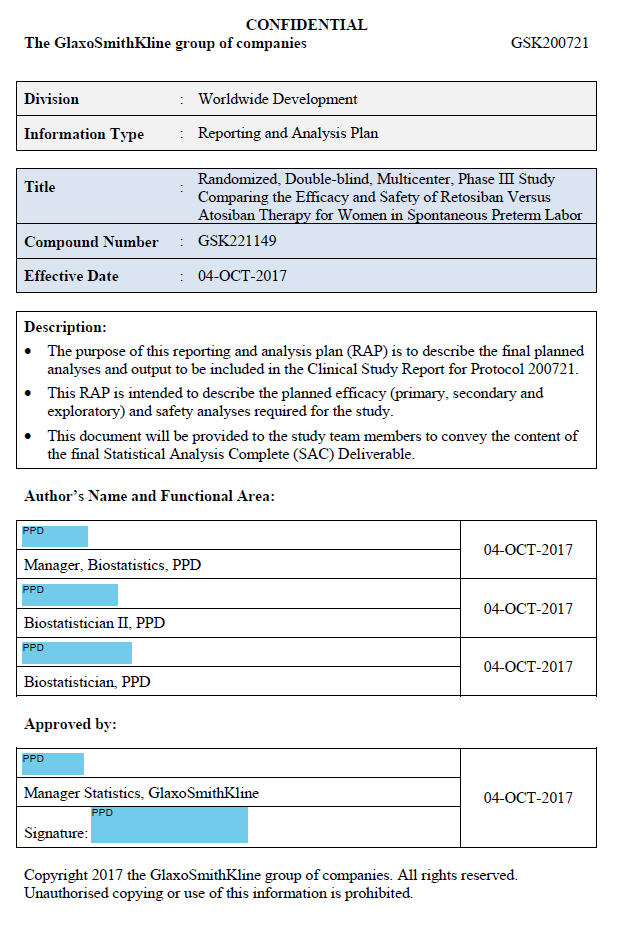 CONFIDENTIAL
The GlaxoSmithKline group of companies GSK200721
Division : Worldwide Development
Information Type : Reporting and Analysis Plan
Title : Randomized, Double-blind, Multicenter, Phase III Study
Comparing the Efficacy and Safety of Retosiban Versus
Atosiban Therapy for Women in Spontaneous Preterm Labor
Compound Number : GSK221149
Effective Date : 04-OCT-2017
Description:
• The purpose of this reporting and analysis plan (RAP) is to describe the final planned
analyses and output to be included in the Clinical Study Report for Protocol 200721.
• This RAP is intended to describe the planned efficacy (primary, secondary and
exploratory) and safety analyses required for the study.
• This document will be provided to the study team members to convey the content of
the final Statistical Analysis Complete (SAC) Deliverable.
Author’s Name and Functional Area:
PPD
Manager, Biostatistics, PPD
04-OCT-2017
PPD
Biostatistician II, PPD
04-OCT-2017
PPD
Biostatistician, PPD
04-OCT-2017
Approved by:
PPD
Manager Statistics, GlaxoSmithKline
04-OCT-2017
PPD
Signature:
Copyright 2017 the GlaxoSmithKline group of companies. All rights reserved.
Unauthorised copying or use of this information is prohibited.